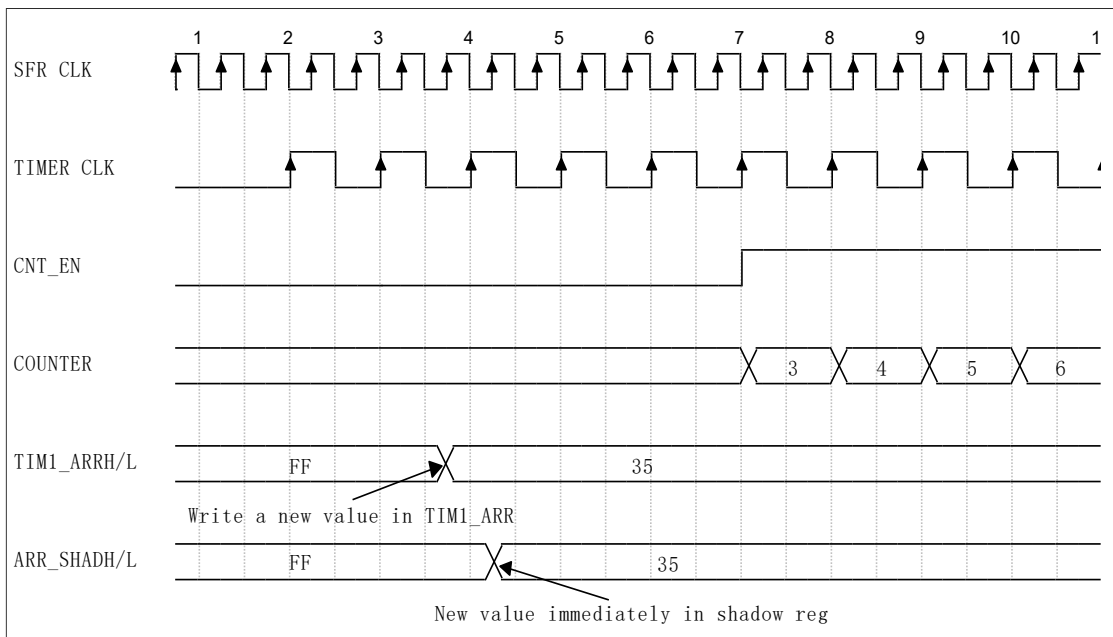 1 2 3 4 5 6 7 8 9 10 1
SFR CLK
TIMER CLK
CNT_EN
COUNTER 3 4 5 6
TIM1_ARRH/L FF 35
Write a new value in TIM1_ARR
ARR_SHADH/L FF 35
New value immediately in shadow reg